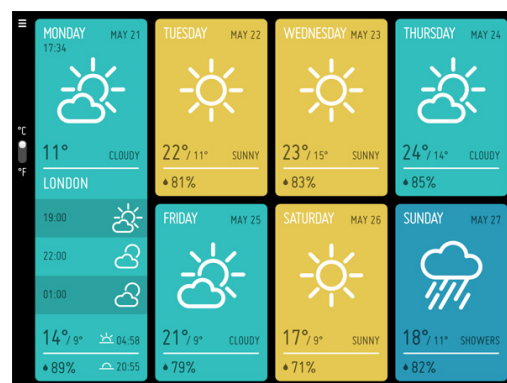 MONDAY MAY 21
17:34
11° CLOUDY
LONDON
19:00
22:00
01:00
14°/ 9° 04:58
89% 20:55
TUESDAY MAY 22
22°/ 11° SUNNY
81%
WEDNESDAY MAY 23
23°/ 15° SUNNY
83%
THURSDAY MAY 24
24°/ 14° CLOUDY
85%
FRIDAY MAY 25
21°/ 9° CLOUDY
79%
SATURDAY MAY 26
17°/ 9° SUNNY
71%
SUNDAY MAY 27
18°/ 11° SHOWERS
82%
°C
°F